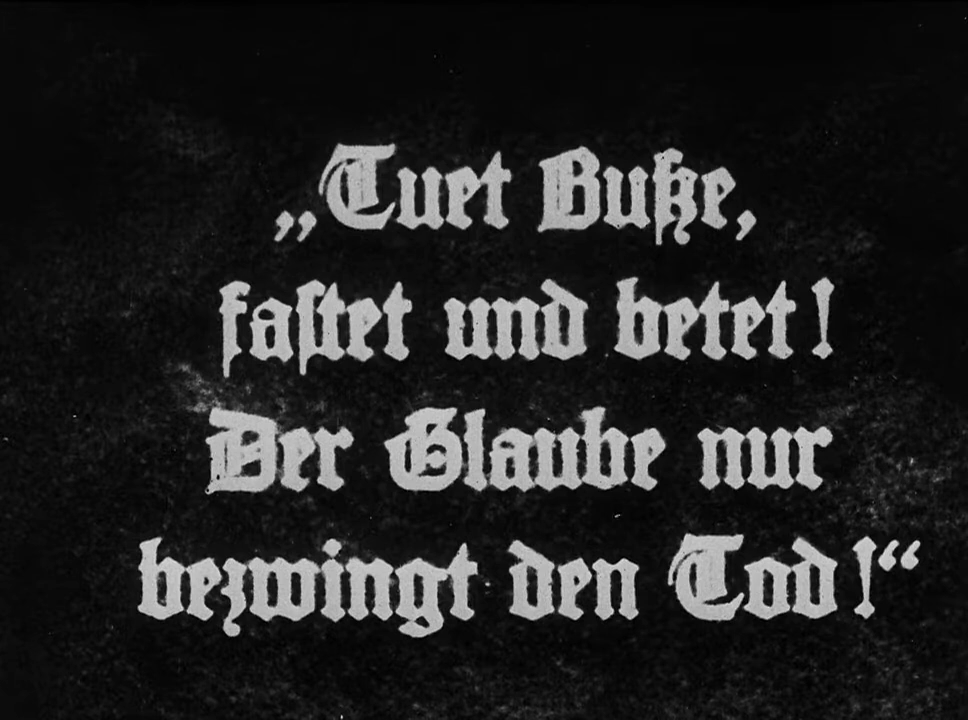 „Tuet Buße,
faſtet und betet!
Der Glaube nur
bezwingt den Tod!“